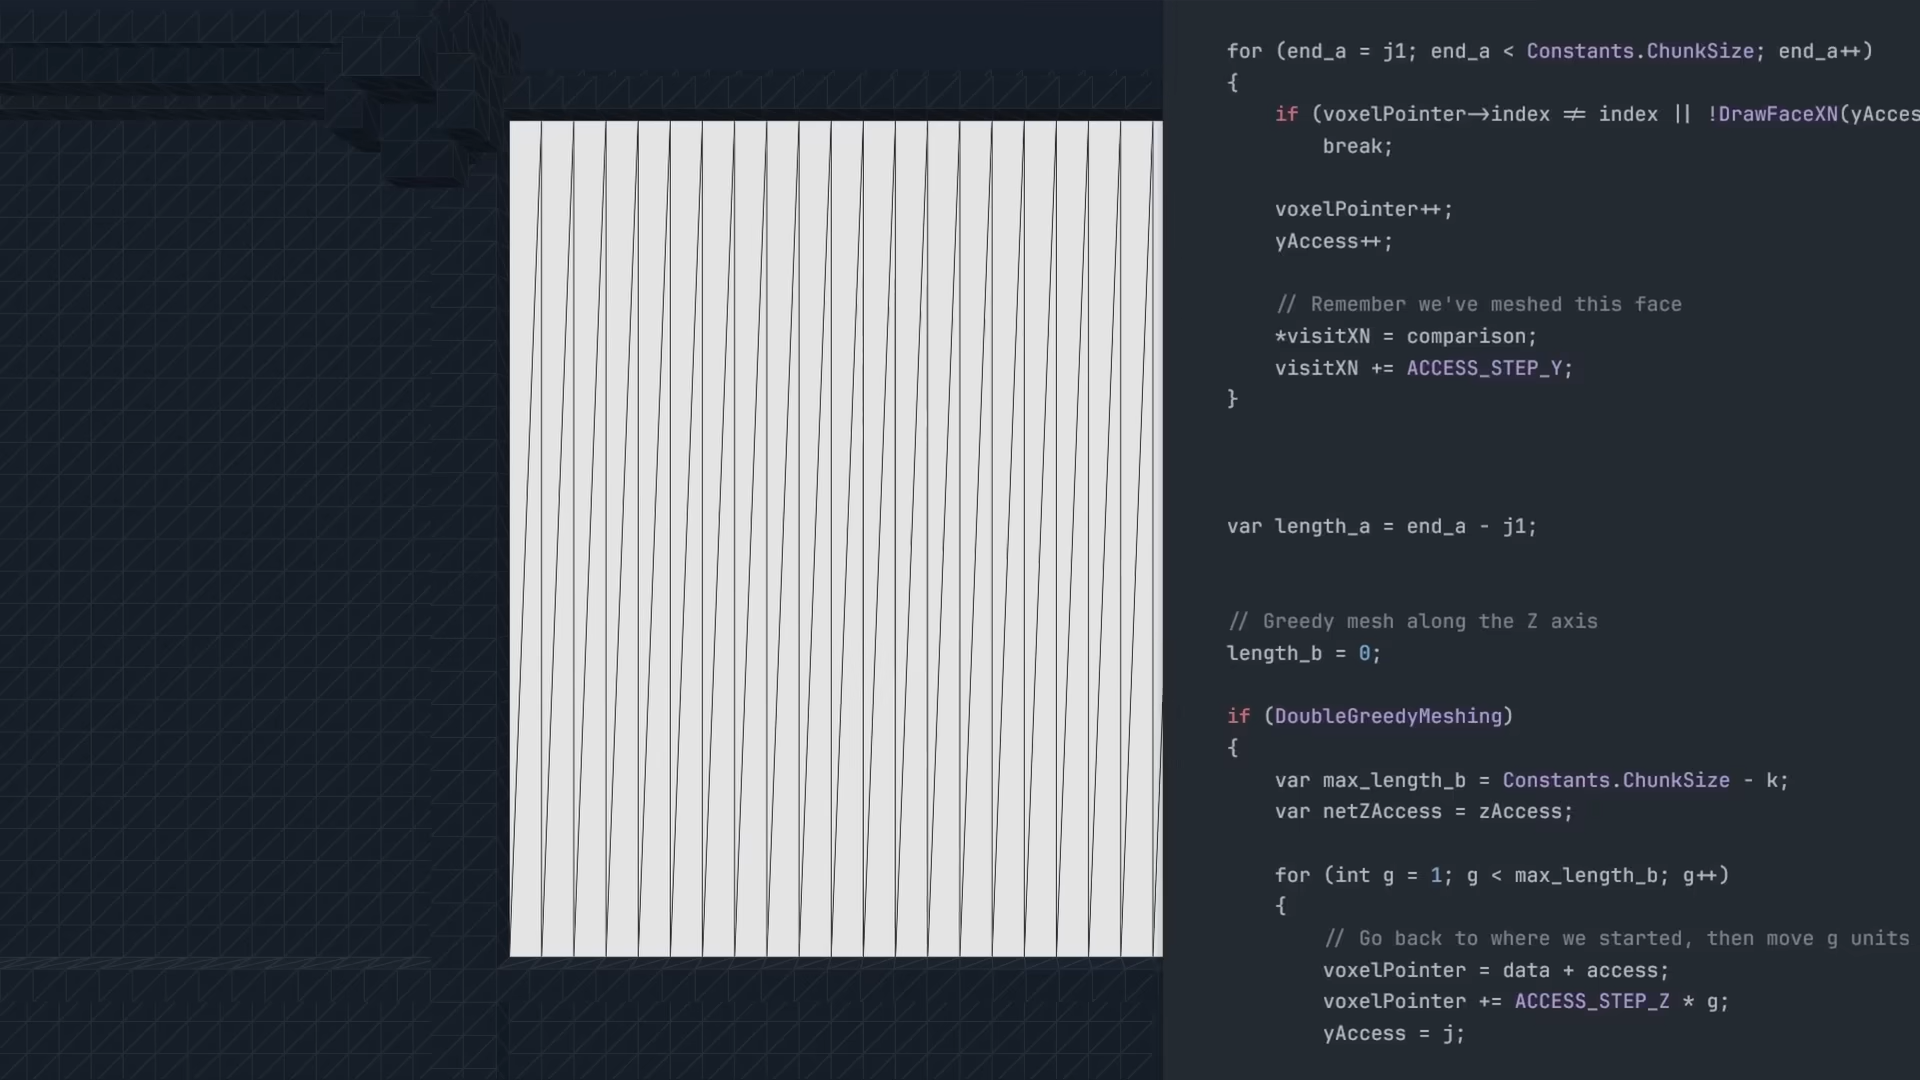 for (end_a = j1; end_a < Constants.ChunkSize; end_a++)
{
if (voxelPointer->index != index || !DrawFaceXN(yAcces
break;
voxelPointer++;
yAccess++;
// Remember we've meshed this face
*visitXN = comparison;
visitXN += ACCESS_STEP_Y;
}
var length_a = end_a - j1;
// Greedy mesh along the Z axis
length_b = 0;
if (DoubleGreedyMeshing)
{
var max_length_b = Constants.ChunkSize - k;
var netZAccess = zAccess;
for (int g = 1; g < max_length_b; g++)
{
// Go back to where we started, then move g units
voxelPointer = data + access;
voxelPointer += ACCESS_STEP_Z * g;
yAccess = j;